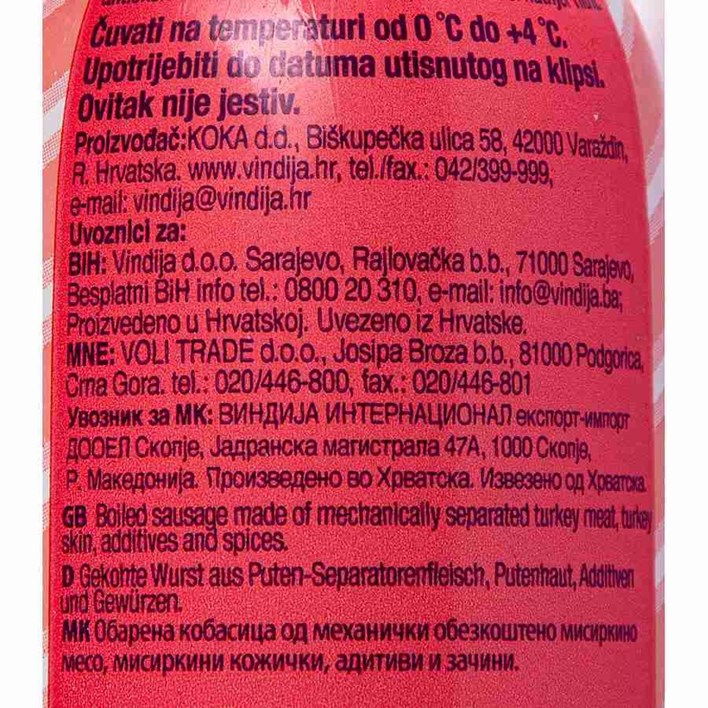 Čuvati na temperaturi od 0 °C do +4°C.
Upotrijebiti do datuma utisnutog na klipsi.
Ovitak nije jestiv.
Proizvođač:KOKA d.d., Biškupečka ulica 58, 42000 Varaždin,
R. Hrvatska. www.vindija.hr, tel./fax.: 042/399-999,
e-mail: vindija@vindija.hr
Uvoznici za:
BIH: Vindija d.o.o. Sarajevo, Rajlovačka b.b., 71000 Sarajevo,
Besplatni BiH info tel.: 0800 20 310, e-mail: info@vindija.ba;
Proizvedeno u Hrvatskoj. Uvezeno iz Hrvatske.
MNE: VOLI TRADE d.o.o., Josipa Broza b.b., 81000 Podgorica,
Crna Gora. tel.: 020/446-800, fax.: 020/446-801
Увозник за МК: ВИНДИЈА ИНТЕРНАЦИОНАЛ експорт-импорт
ДООЕЛ Скопје, Јадранска магистрала 47А, 1000 Скопје,
Р. Македонија. Произведено во Хрватска. Извезено од Хрватска.
GB Boiled sausage made of mechanically separated turkey meat, turkey
skin, additives and spices.
D Gekohte Wurst aus Puten-Separatorenfleisch, Putenhaut, Additiven
und Gewürzen.
МК Обарена кобасица од механички обезкоштено мисиркино
месо, мисиркини кожички, адитиви и зачини.